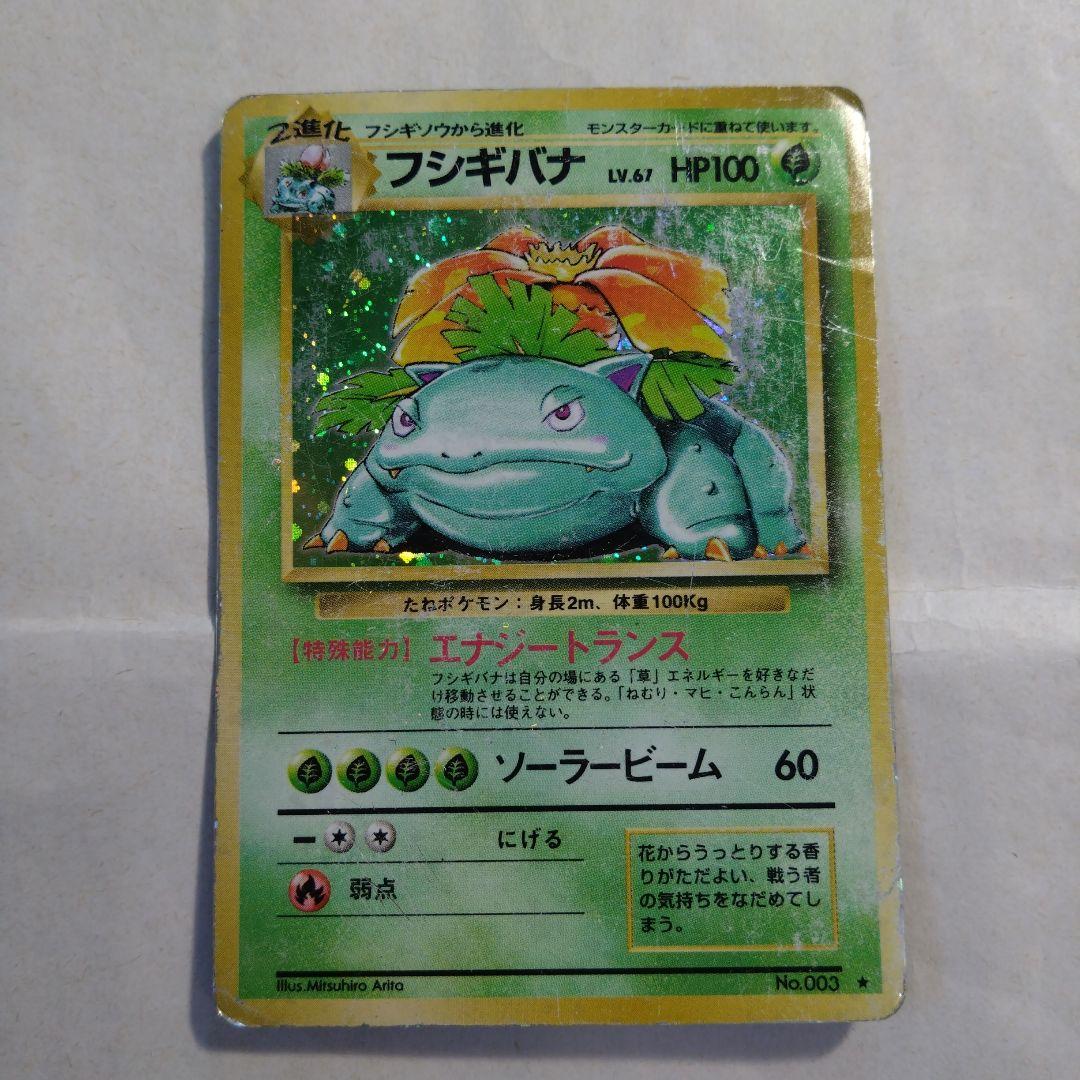 2進化 フシギソウから進化 モンスターカードに重ねて使います。
フシギバナ LV.67 HP100
たねポケモン：身長2m、体重100Kg
【特殊能力】 エナジートランス
フシギバナは自分の場にある「草」エネルギーを好きなだ
け移動させることができる。「ねむり・マヒ・こんらん」状
態の時には使えない。
ソーラービーム 60
ー にげる
弱点
花からうっとりする香
りがただよい、戦う者
の気持ちをなだめてし
まう。
Illus.Mitsuhiro Arita No.003 ★